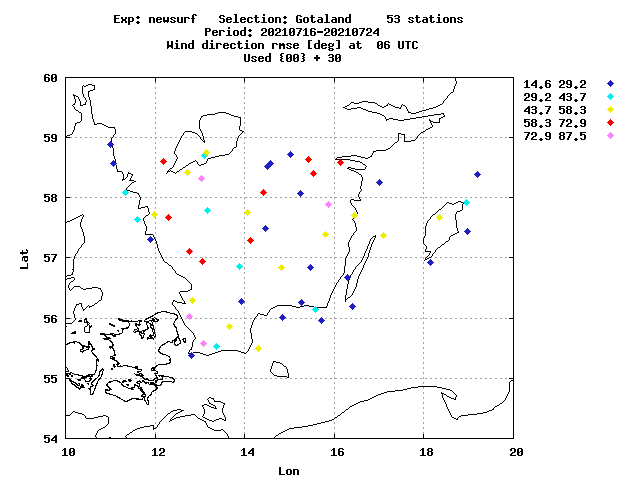 Exp: newsurf Selection: Gotaland 53 stations
Period: 20210716-20210724
Wind direction rmse [deg] at 06 UTC
Used {00} + 30
14.6 29.2
29.2 43.7
43.7 58.3
58.3 72.9
72.9 87.5
60
59
58
57
56
55
54
Lat
10 12 14 16 18 20
Lon